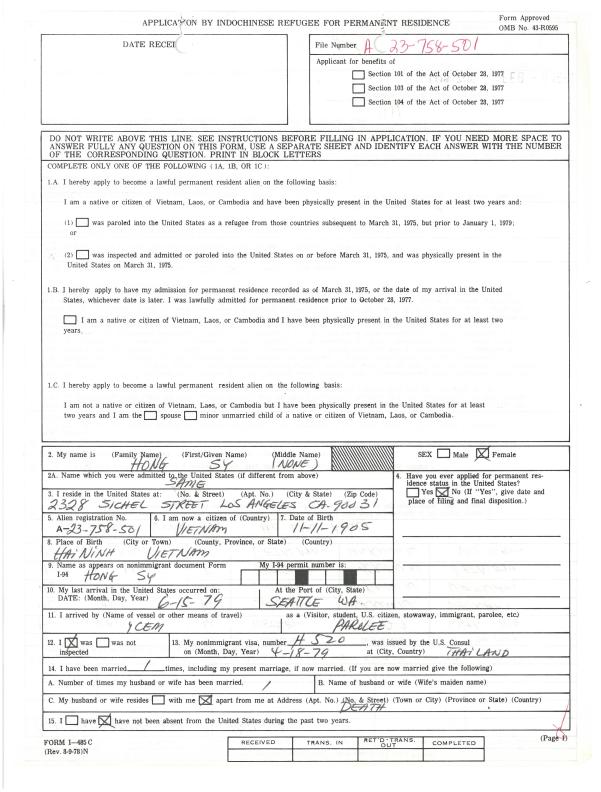 APPLICATION BY INDOCHINESE REFUGEE FOR PERMANENT RESIDENCE
Form Approved
OMB No. 43-R0595
DATE RECEI
File Number A 23-758-501
Applicant for benefits of
Section 101 of the Act of October 28, 1977
Section 103 of the Act of October 28, 1977
Section 104 of the Act of October 28, 1977
DO NOT WRITE ABOVE THIS LINE. SEE INSTRUCTIONS BEFORE FILLING IN APPLICATION. IF YOU NEED MORE SPACE TO
ANSWER FULLY ANY QUESTION ON THIS FORM, USE A SEPARATE SHEET AND IDENTIFY EACH ANSWER WITH THE NUMBER
OF THE CORRESPONDING QUESTION. PRINT IN BLOCK LETTERS
COMPLETE ONLY ONE OF THE FOLLOWING (1A, 1B, OR 1C):
1.A I hereby apply to become a lawful permanent resident alien on the following basis:
I am a native or citizen of Vietnam, Laos, or Cambodia and have been physically present in the United States for at least two years and:
(1) was paroled into the United States as a refugee from those countries subsequent to March 31, 1975, but prior to January 1, 1979;
or
(2) was inspected and admitted or paroled into the United States on or before March 31, 1975, and was physically present in the
United States on March 31, 1975.
1.B. I hereby apply to have my admission for permanent residence recorded as of March 31, 1975, or the date of my arrival in the United
States, whichever date is later. I was lawfully admitted for permanent residence prior to October 28, 1977.
I am a native or citizen of Vietnam, Laos, or Cambodia and I have been physically present in the United States for at least two
years.
1.C. I hereby apply to become a lawful permanent resident alien on the following basis:
I am not a native or citizen of Vietnam, Laos, or Cambodia but I have been physically present in the United States for at least
two years and I am the spouse minor unmarried child of a native or citizen of Vietnam, Laos, or Cambodia.
2. My name is (Family Name) (First/Given Name) (Middle Name)
HONG SY (NONE)
SEX Male X Female
2A. Name which you were admitted to the United States (if different from above)
SAME
3. I reside in the United States at: (No. & Street) (Apt. No.) (City & State) (Zip Code)
2328 SICHEL STREET LOS ANGELES CA. 90031
4. Have you ever applied for permanent res-
idence status in the United States?
Yes X No (If "Yes", give date and
place of filing and final disposition.)
5. Alien registration No.
A-23-758-501
6. I am now a citizen of (Country)
VIETNAM
7. Date of Birth
11-11-1905
8. Place of Birth (City or Town) (County, Province, or State) (Country)
HAI NINH VIETNAM
9. Name as appears on nonimmigrant document Form
I-94 HONG SY
My I-94 permit number is:
10. My last arrival in the United States occured on:
DATE: (Month, Day, Year) 6-15-79
At the Port of (City, State)
SEATTLE WA.
11. I arrived by (Name of vessel or other means of travel)
as a (Visitor, student, U.S. citizen, stowaway, immigrant, parolee, etc.)
YCEM PAROLEE
12. I X was was not
inspected
13. My nonimmigrant visa, number H 520, was issued by the U.S. Consul
on (Month, Day, Year) 4-18-79 at (City, Country) THAILAND
14. I have been married 1 times, including my present marriage, if now married. (If you are now married give the following)
A. Number of times my husband or wife has been married. 1
B. Name of husband or wife (Wife's maiden name)
C. My husband or wife resides with me X apart from me at Address (Apt. No.) (No. & Street) (Town or City) (Province or State) (Country)
DEATH
15. I have X have not been absent from the United States during the past two years.
FORM I—485 C
(Rev. 8-9-78)N
RECEIVED
TRANS. IN
RET'D-TRANS.
OUT
COMPLETED
(Page 1)